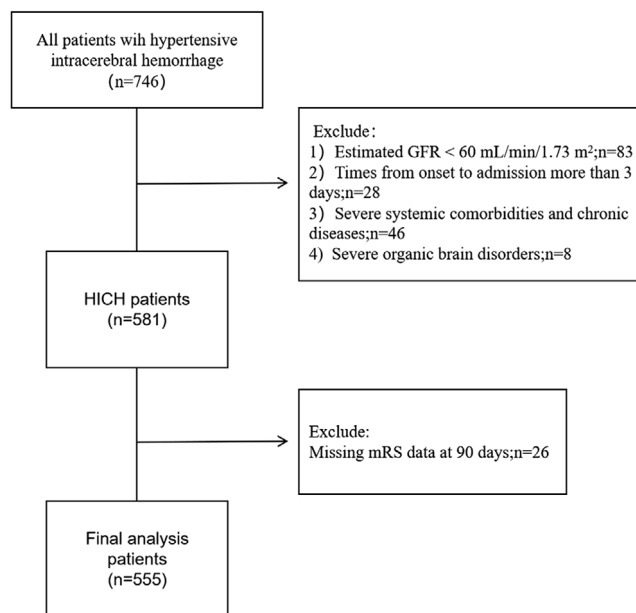 All patients wih hypertensive
intracerebral hemorrhage
(n=746)
Exclude：
1）Estimated GFR < 60 mL/min/1.73 m²;n=83
2）Times from onset to admission more than 3
days;n=28
3）Severe systemic comorbidities and chronic
diseases;n=46
4）Severe organic brain disorders;n=8
HICH patients
(n=581)
Exclude:
Missing mRS data at 90 days;n=26
Final analysis
patients
(n=555)